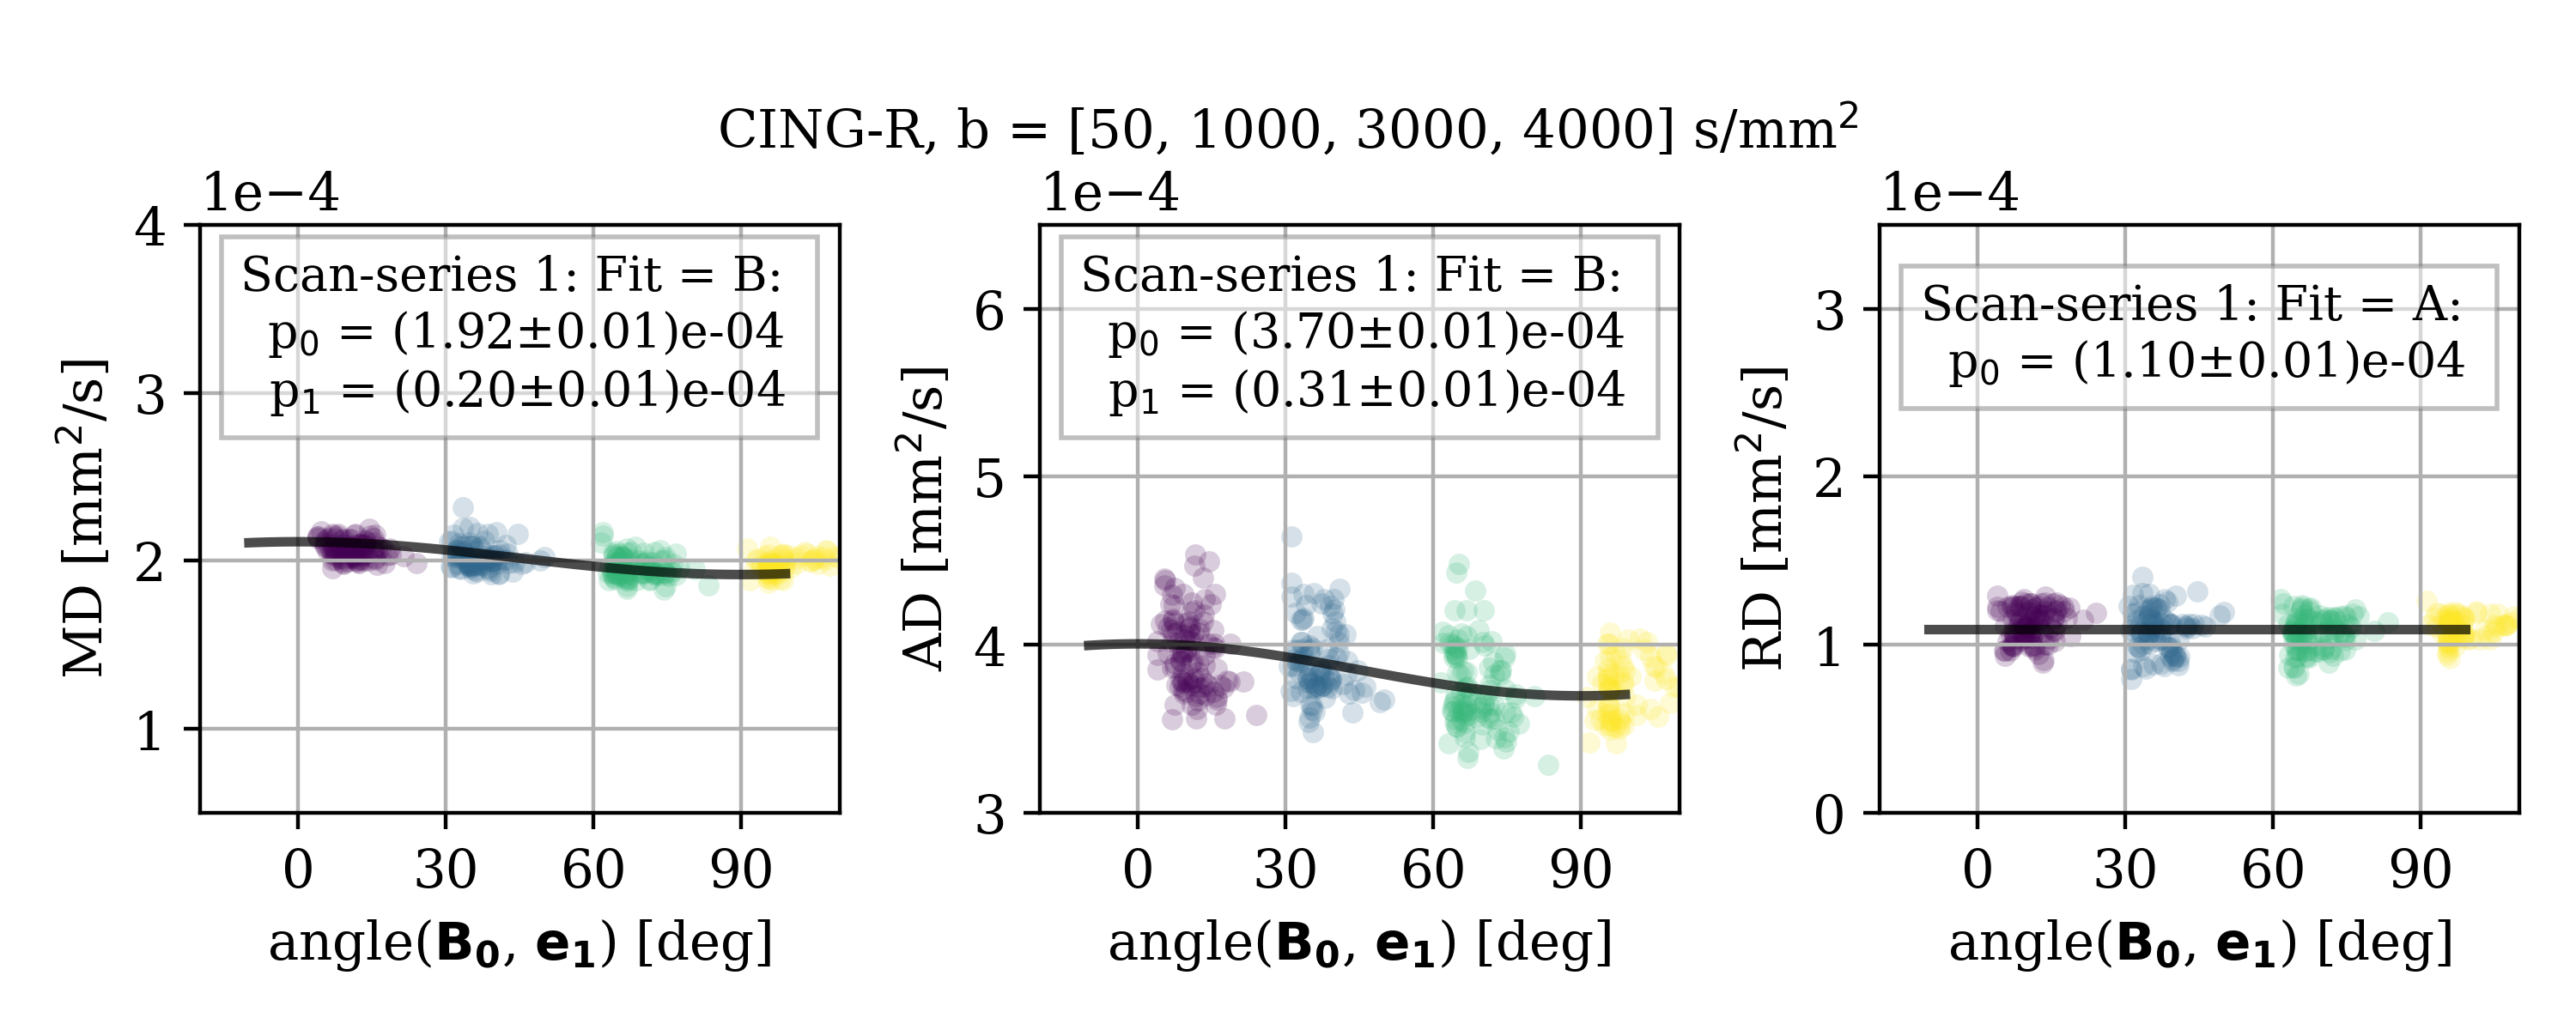 CING-R, b = [50, 1000, 3000, 4000] s/mm²
1e−4
4
3
2
1
MD [mm²/s]
Scan-series 1: Fit = B:
p₀ = (1.92±0.01)e-04
p₁ = (0.20±0.01)e-04
0 30 60 90
angle(B₀, e₁) [deg]
1e−4
6
5
4
3
AD [mm²/s]
Scan-series 1: Fit = B:
p₀ = (3.70±0.01)e-04
p₁ = (0.31±0.01)e-04
0 30 60 90
angle(B₀, e₁) [deg]
1e−4
3
2
1
0
RD [mm²/s]
Scan-series 1: Fit = A:
p₀ = (1.10±0.01)e-04
0 30 60 90
angle(B₀, e₁) [deg]